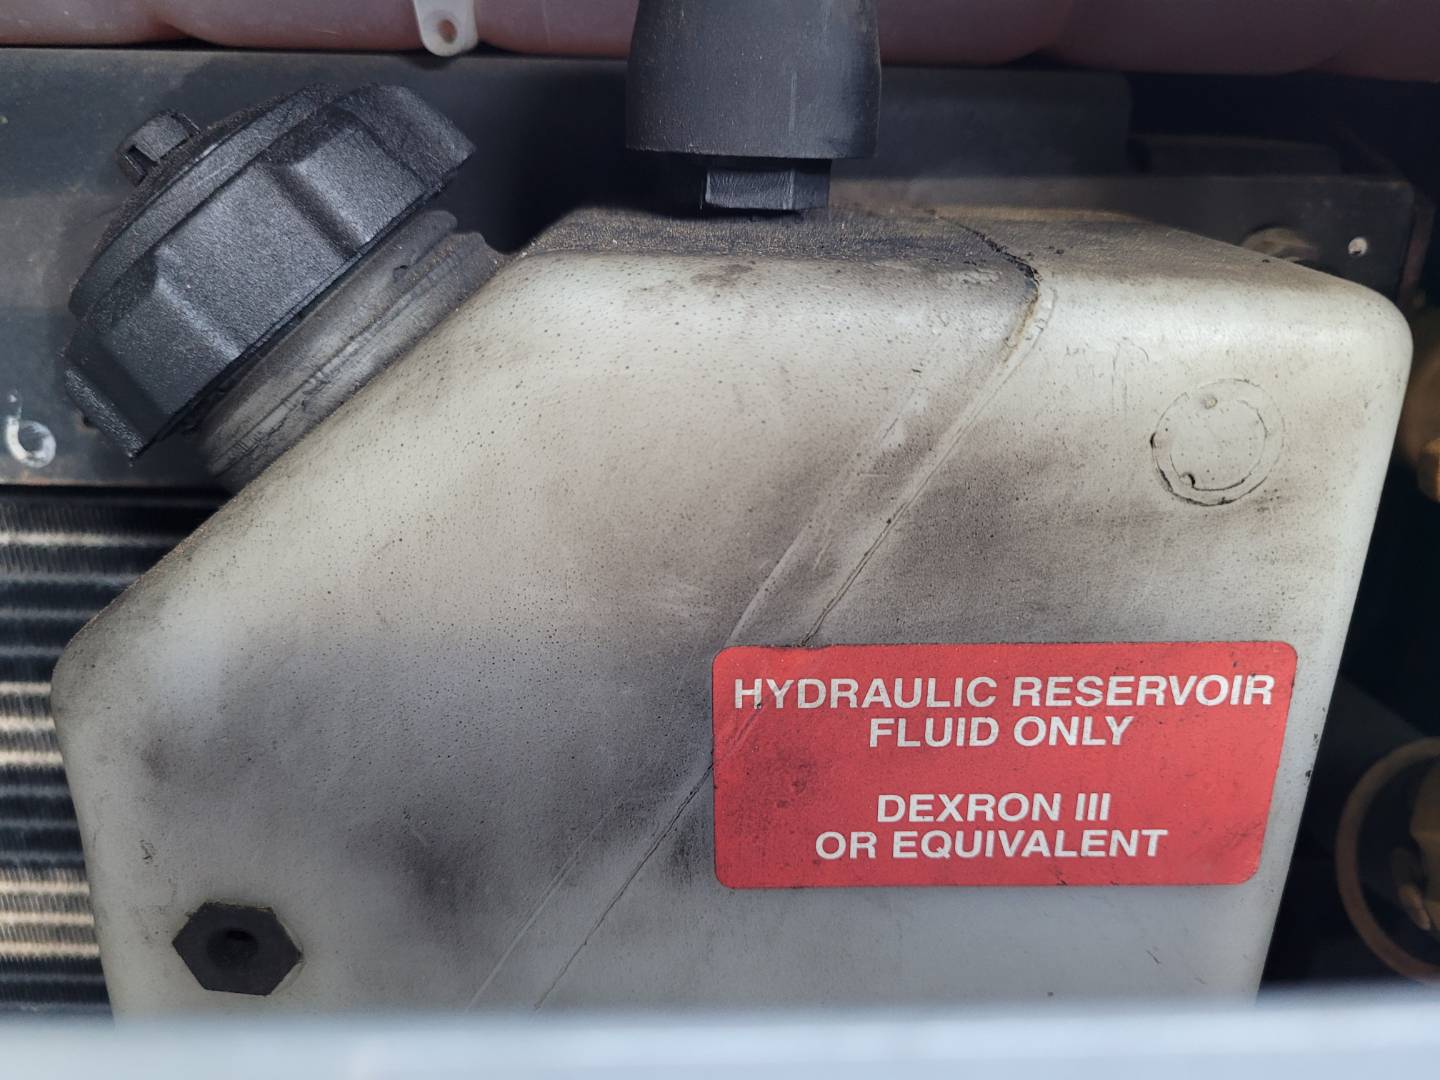 HYDRAULIC RESERVOIR
FLUID ONLY
DEXRON III
OR EQUIVALENT